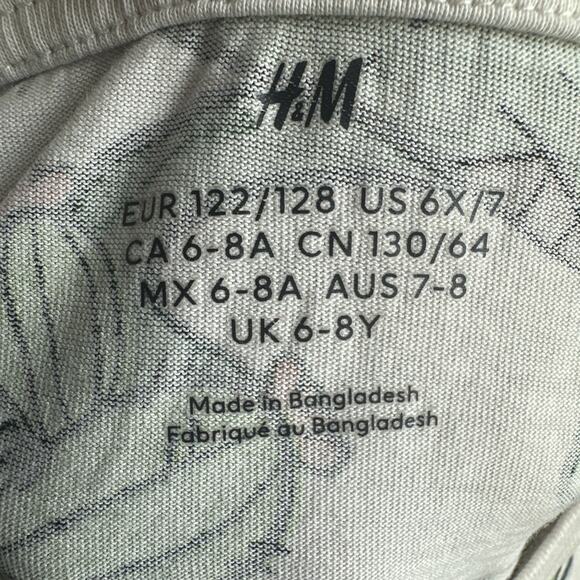 H&M
EUR 122/128 US 6X/7
CA 6-8A CN 130/64
MX 6-8A AUS 7-8
UK 6-8Y
Made in Bangladesh
Fabriqué au Bangladesh